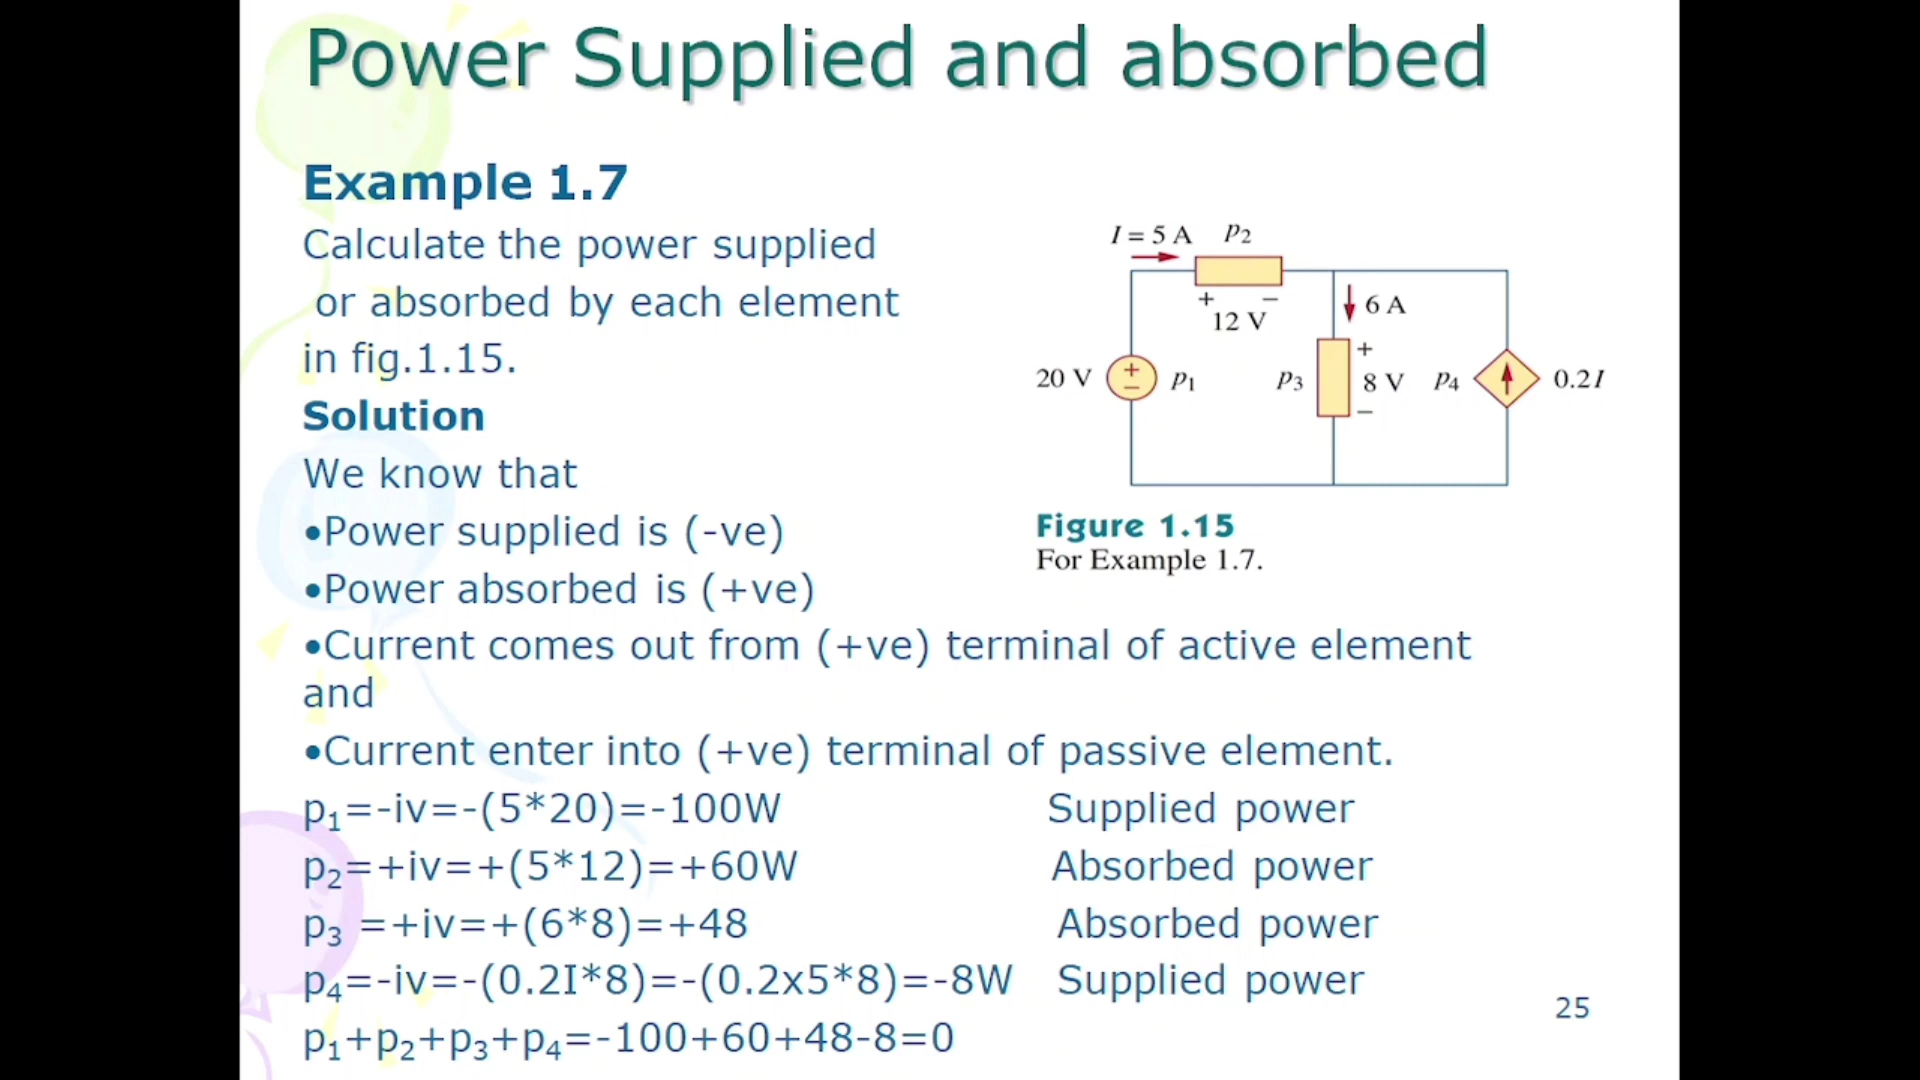 Power Supplied and absorbed
Example 1.7
Calculate the power supplied
or absorbed by each element
in fig.1.15.
Solution
We know that
•Power supplied is (-ve)
•Power absorbed is (+ve)
•Current comes out from (+ve) terminal of active element
and
•Current enter into (+ve) terminal of passive element.
p₁=-iv=-(5*20)=-100W Supplied power
p₂=+iv=+(5*12)=+60W Absorbed power
p₃ =+iv=+(6*8)=+48 Absorbed power
p₄=-iv=-(0.2I*8)=-(0.2x5*8)=-8W Supplied power
p₁+p₂+p₃+p₄=-100+60+48-8=0
I = 5 A p₂
+ −
12 V
6 A
20 V + − p₁
p₃ + 8 V −
p₄ 0.2I
Figure 1.15
For Example 1.7.
25